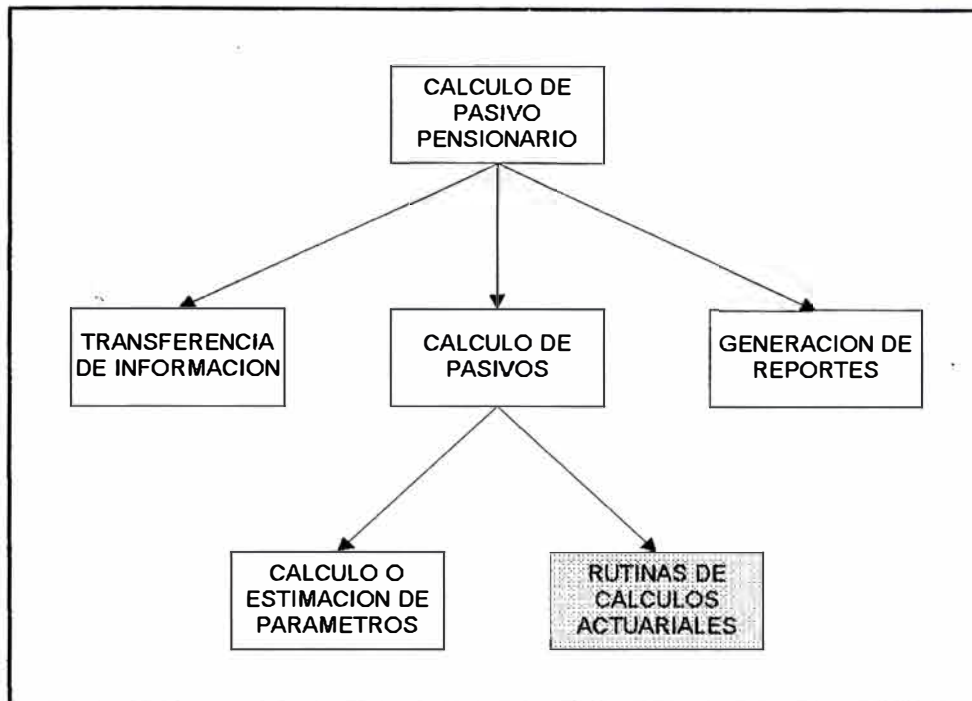 CALCULO DE
PASIVO
PENSIONARIO
TRANSFERENCIA
DE INFORMACION
CALCULO DE
PASIVOS
GENERACION DE
REPORTES
CALCULO O
ESTIMACION DE
PARAMETROS
RUTINAS DE
CALCULOS
ACTUARIALES